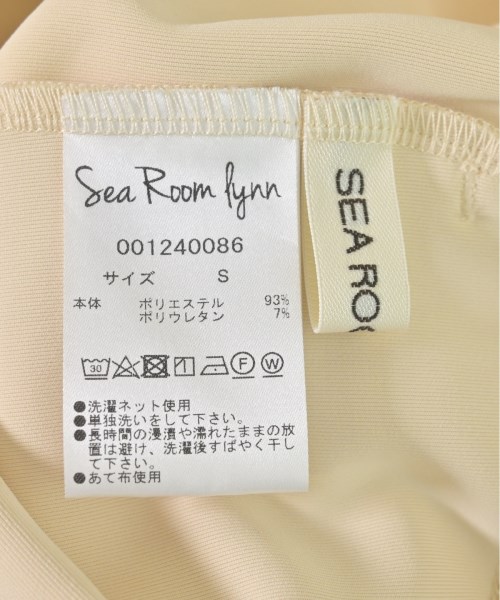 Sea Room lynn
001240086
サイズ S
本体 ポリエステル 93%
ポリウレタン 7%
30 F W
●洗濯ネット使用
●単独洗いをして下さい。
●長時間の浸漬や濡れたままの放
置は避け、洗濯後すばやく干し
て下さい。
●あて布使用
SEA ROO